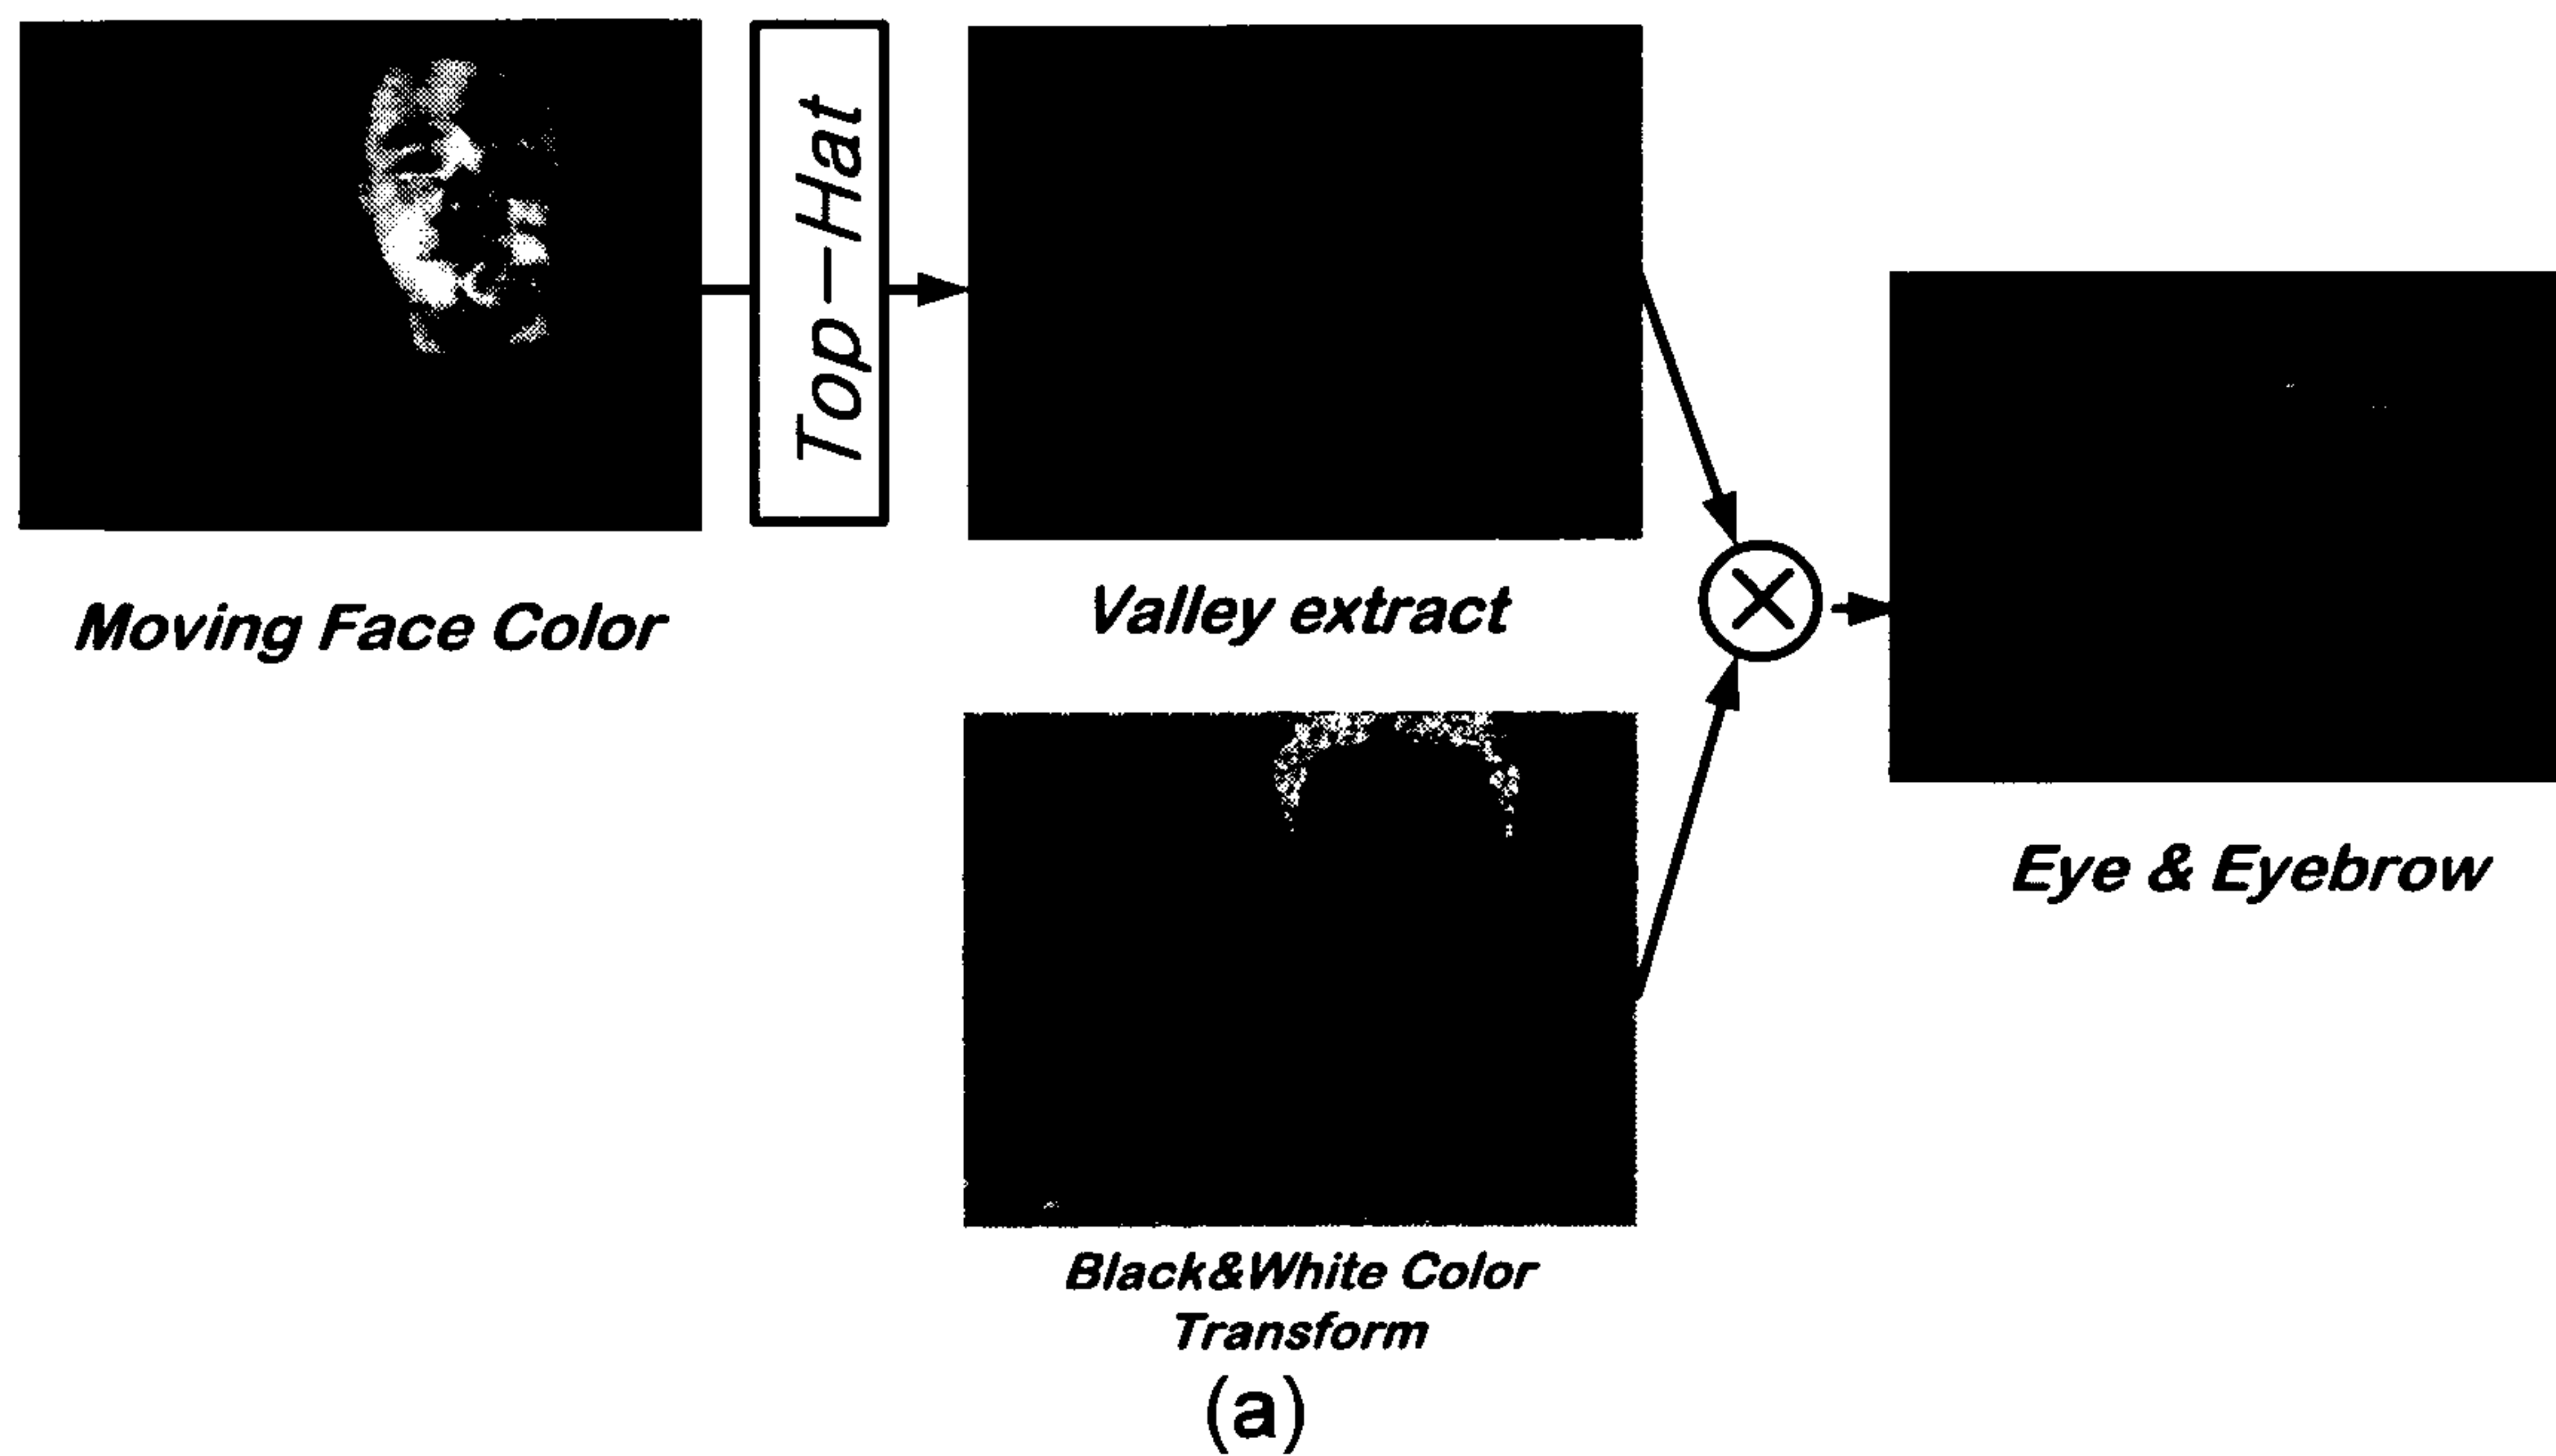 Top-Hat
Moving Face Color
Valley extract
Eye & Eyebrow
Black&White Color
Transform
(a)